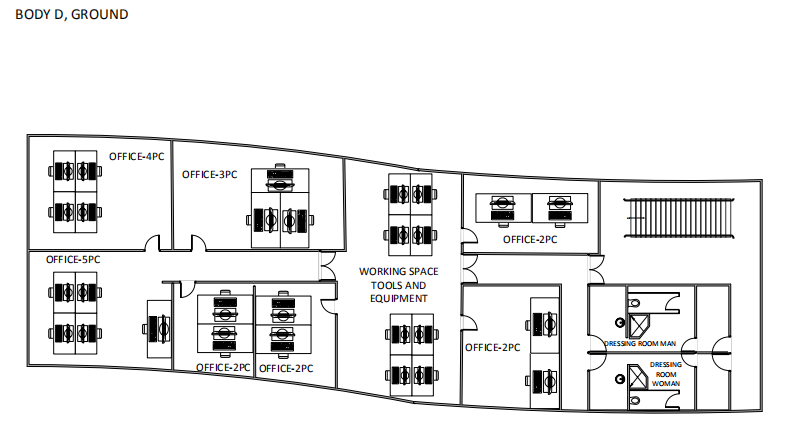 BODY D, GROUND
OFFICE-4PC
OFFICE-3PC
OFFICE-2PC
OFFICE-5PC
WORKING SPACE
TOOLS AND
EQUIPMENT
OFFICE-2PC
OFFICE-2PC
OFFICE-2PC
DRESSING ROOM MAN
DRESSING
ROOM
WOMAN